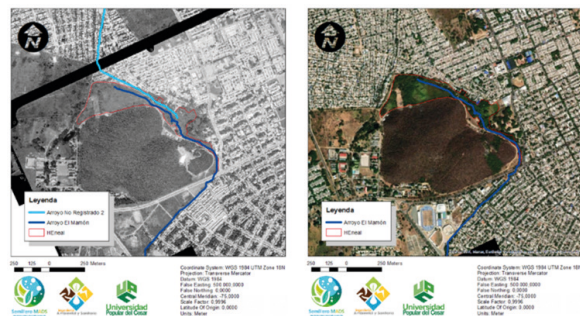 N
Leyenda
Arroyo No Registrado 2
Arroyo El Mamón
HEneal
250 125 0 250 Meters
Coordinate System: WGS 1984 UTM Zone 18N
Projection: Transverse Mercator
Datum: WGS 1984
False Easting: 500.000,0000
False Northing: 0,0000
Central Meridian: -75,0000
Scale Factor: 0,9996
Latitude Of Origin: 0,0000
Units: Meter
Universidad
Popular del Cesar
N
Leyenda
Arroyo El Mamón
HEneal
250 125 0 250 Meters
Coordinate System: WGS 1984 UTM Zone 18N
Projection: Transverse Mercator
Datum: WGS 1984
False Easting: 500.000,0000
False Northing: 0,0000
Central Meridian: -75,0000
Scale Factor: 0,9996
Latitude Of Origin: 0,0000
Units: Meter
Universidad
Popular del Cesar